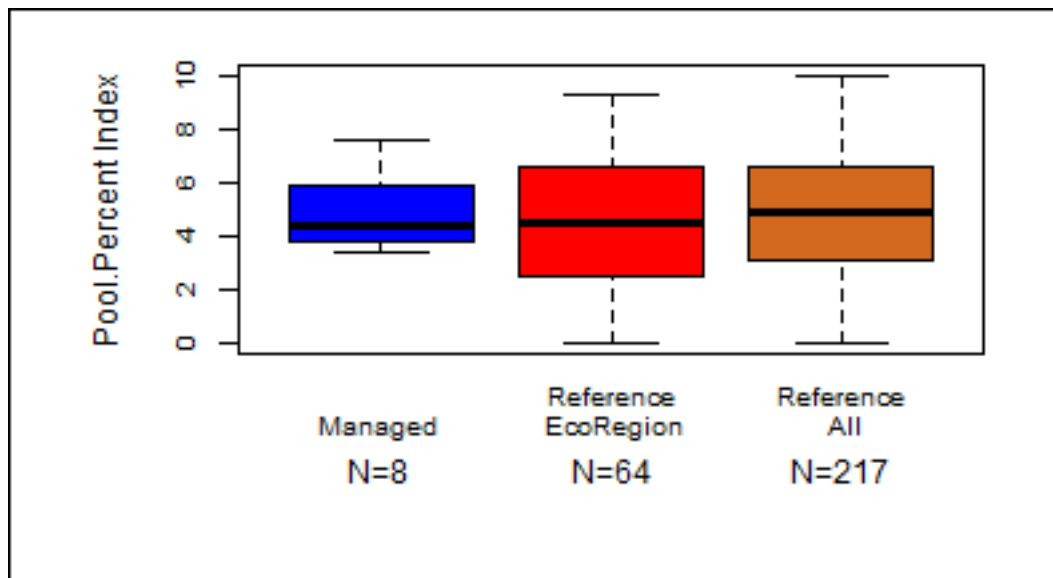 Pool.Percent Index
10
8
6
4
2
0
Reference
EcoRegion
Reference
All
Managed
N=8
N=64
N=217